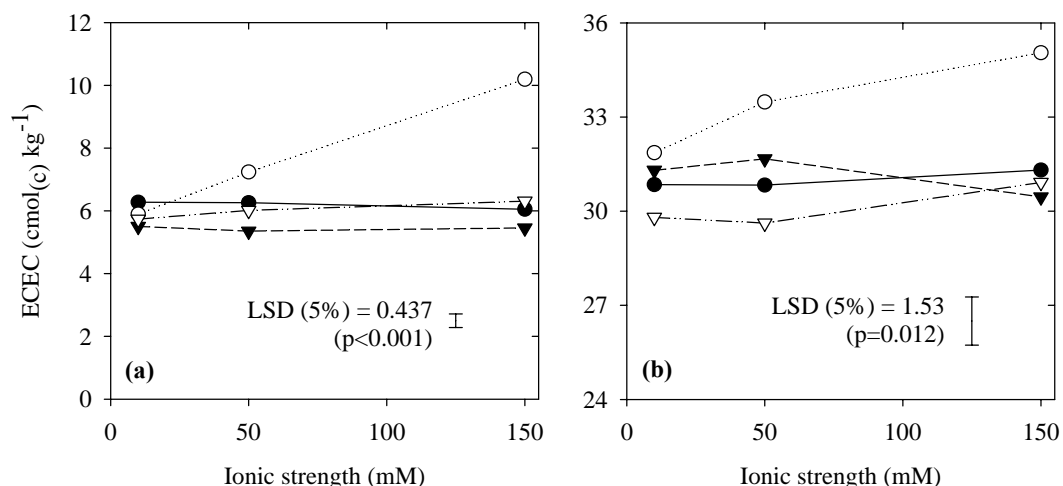 ECEC (cmol(c) kg-1)
12
10
8
6
4
2
0
LSD (5%) = 0.437
(p<0.001)
(a)
0 50 100 150
Ionic strength (mM)
36
33
30
27
24
LSD (5%) = 1.53
(p=0.012)
(b)
0 50 100 150
Ionic strength (mM)